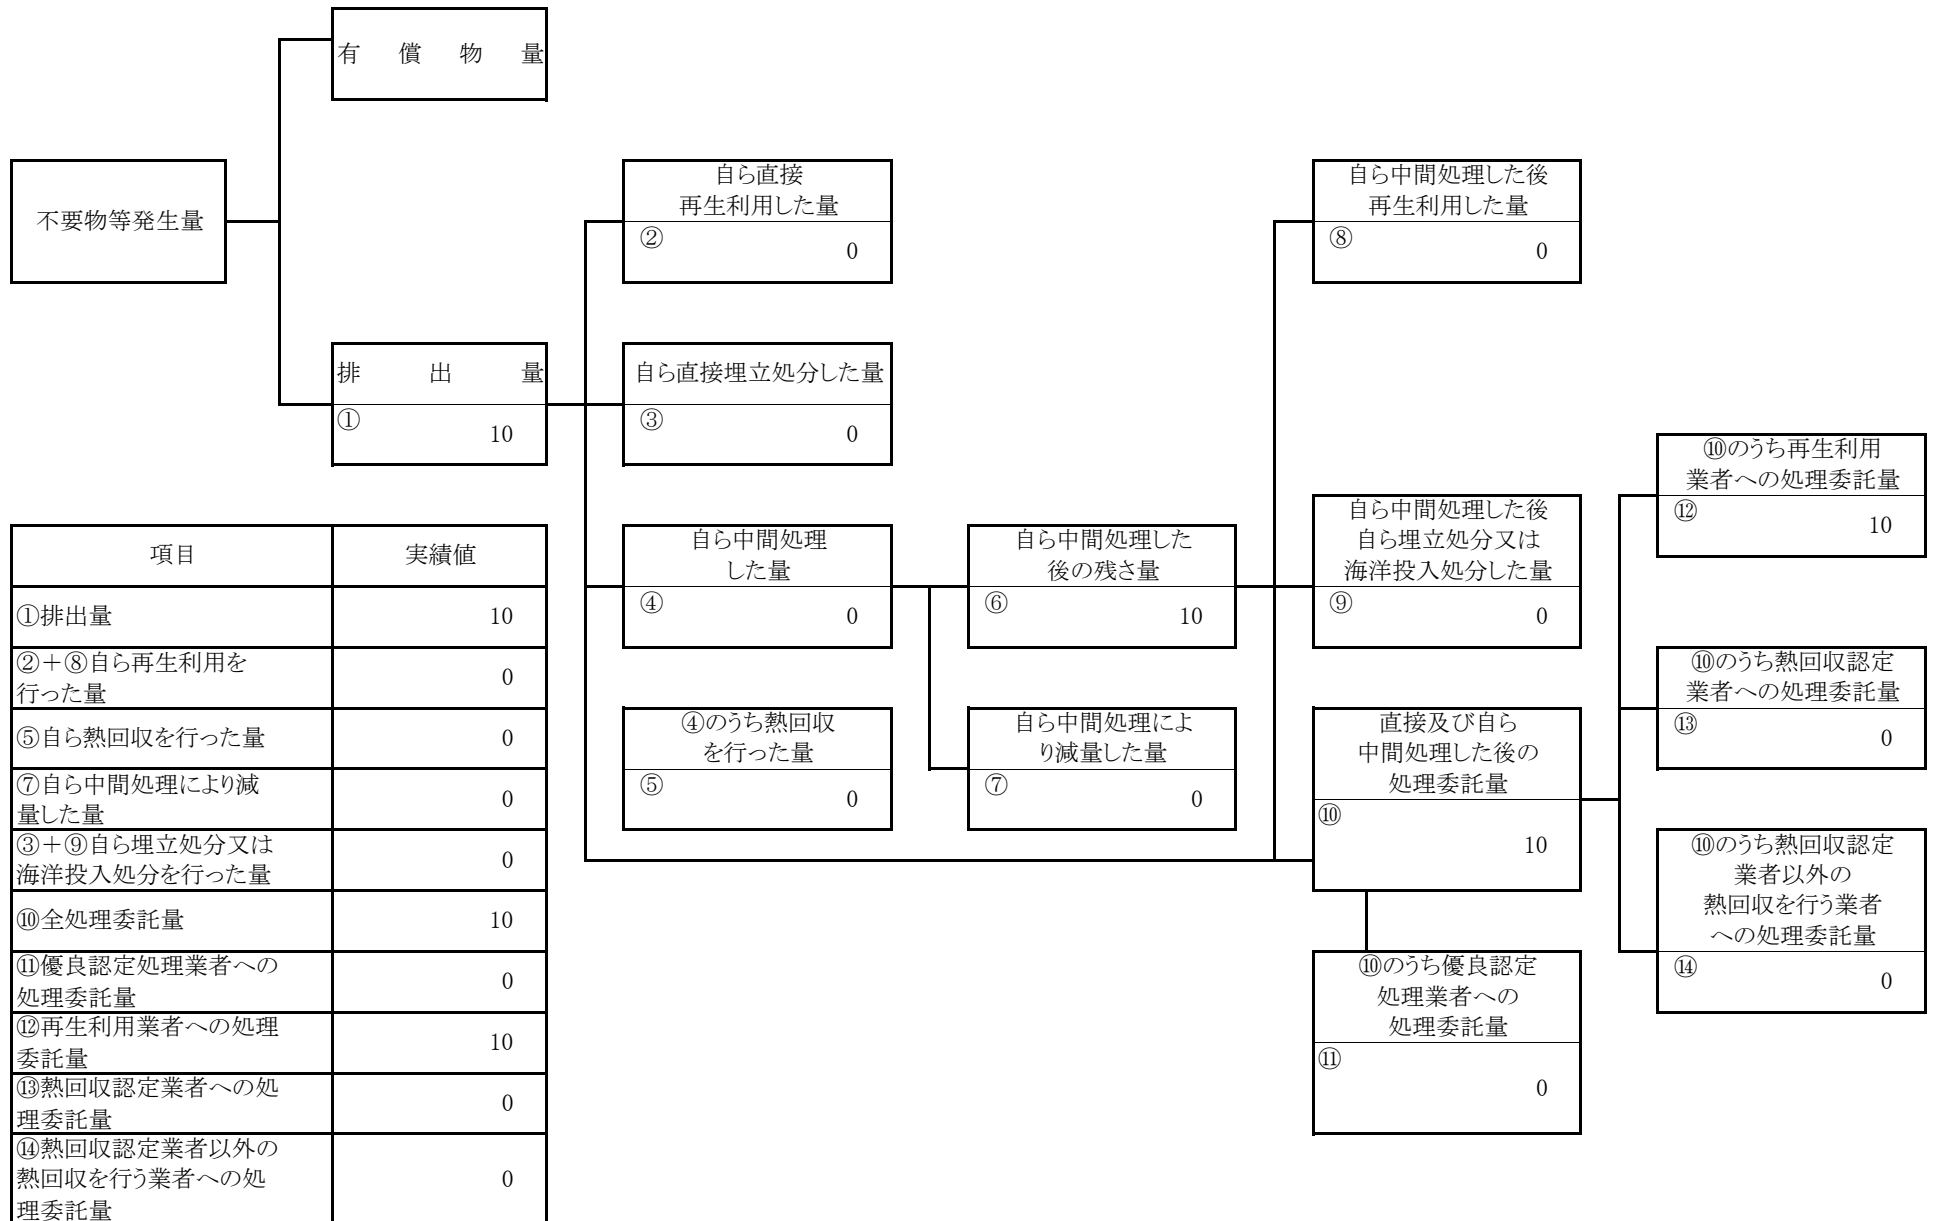 有償物量
不要物等発生量
排出量
①
10
自ら直接
再生利用した量
②
0
自ら直接埋立処分した量
③
0
自ら中間処理
した量
④
0
④のうち熱回収
を行った量
⑤
0
自ら中間処理した
後の残さ量
⑥
10
自ら中間処理によ
り減量した量
⑦
0
自ら中間処理した後
再生利用した量
⑧
0
自ら中間処理した後
自ら埋立処分又は
海洋投入処分した量
⑨
0
直接及び自ら
中間処理した後の
処理委託量
⑩
10
⑩のうち優良認定
処理業者への
処理委託量
⑪
0
⑩のうち再生利用
業者への処理委託量
⑫
10
⑩のうち熱回収認定
業者への処理委託量
⑬
0
⑩のうち熱回収認定
業者以外の
熱回収を行う業者
への処理委託量
⑭
0
項目 実績値
①排出量 10
②+⑧自ら再生利用を
行った量 0
⑤自ら熱回収を行った量 0
⑦自ら中間処理により減
量した量 0
③+⑨自ら埋立処分又は
海洋投入処分を行った量 0
⑩全処理委託量 10
⑪優良認定処理業者への
処理委託量 0
⑫再生利用業者への処理
委託量 10
⑬熱回収認定業者への処
理委託量 0
⑭熱回収認定業者以外の
熱回収を行う業者への処 0
理委託量